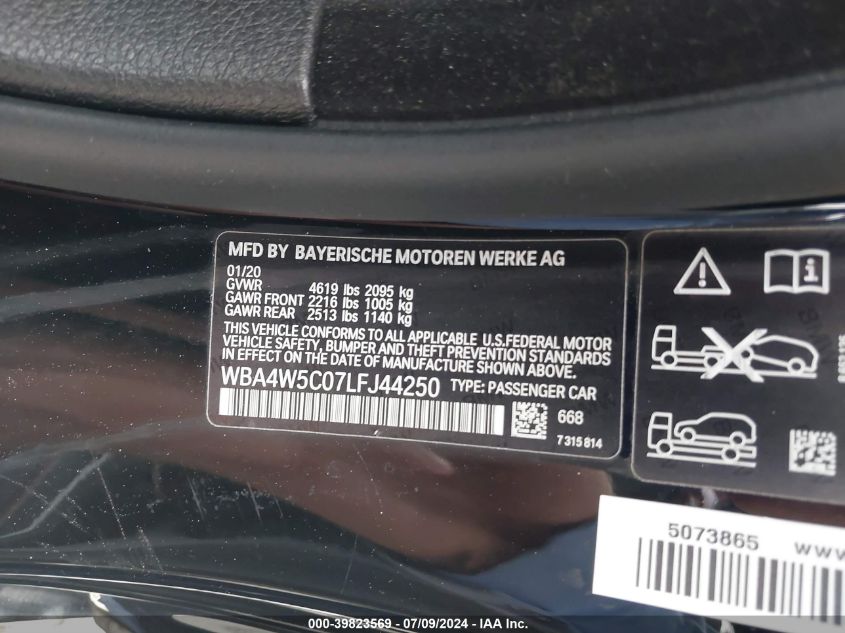 MFD BY BAYERISCHE MOTOREN WERKE AG
01/20
GVWR 4619 lbs 2095 kg
GAWR FRONT 2216 lbs 1005 kg
GAWR REAR 2513 lbs 1140 kg
THIS VEHICLE CONFORMS TO ALL APPLICABLE U.S.FEDERAL MOTOR
VEHICLE SAFETY, BUMPER AND THEFT PREVENTION STANDARDS
IN EFFECT ON THE DATE OF MANUFACTURE SHOWN ABOVE.
WBA4W5C07LFJ44250 TYPE: PASSENGER CAR
668
7315814
5073865 www.
000-39823569 - 07/09/2024 - IAA Inc.